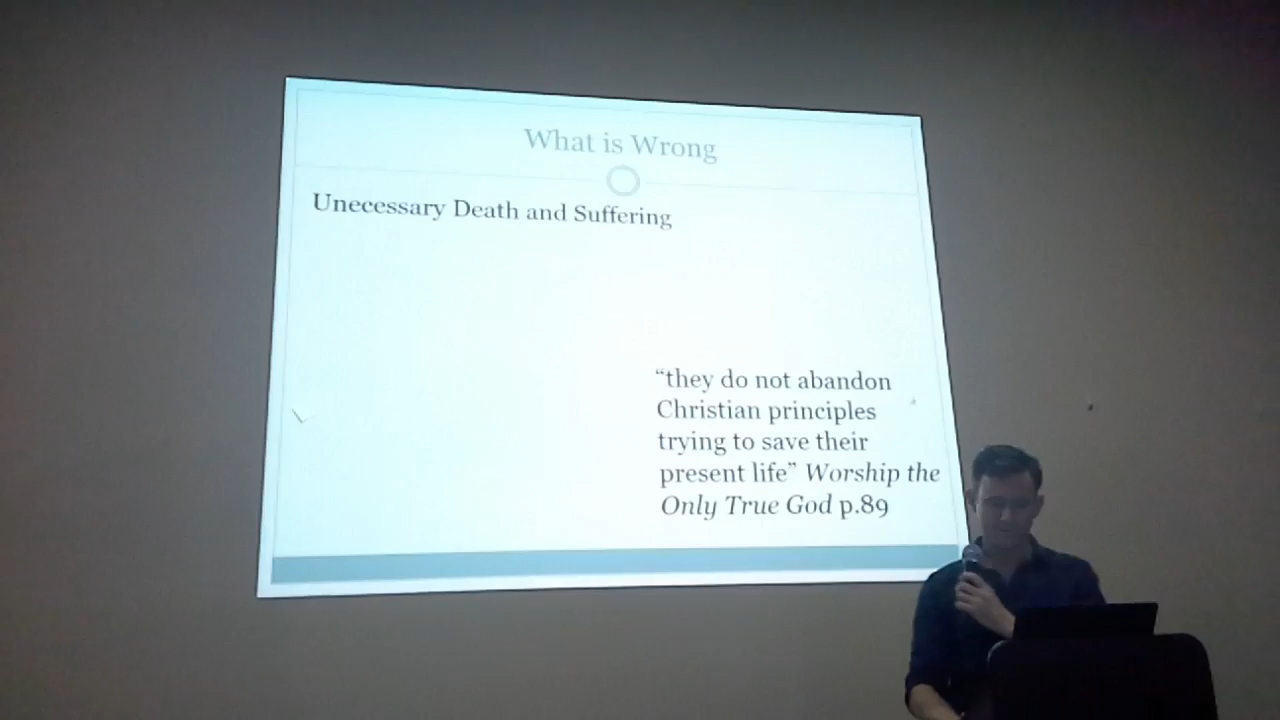 What is Wrong
Unecessary Death and Suffering
“they do not abandon
Christian principles
trying to save their
present life” Worship the
Only True God p.89